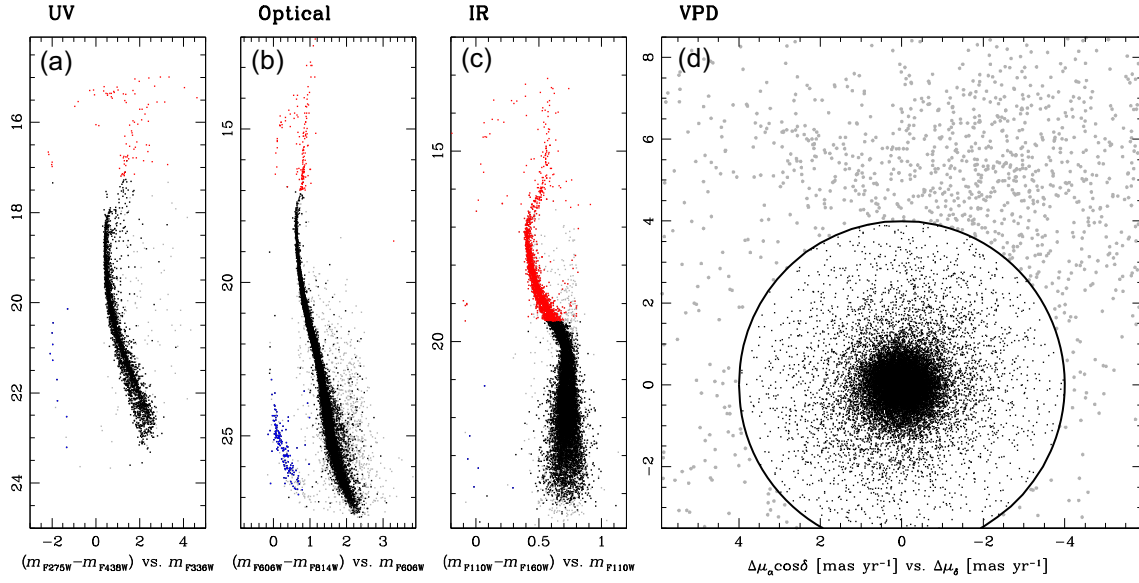 UV Optical IR VPD
(a) (b) (c) (d)
16
18
20
22
24
−2 0 2 4
15
20
25
0 1 2 3
15
20
0 0.5 1
8
6
4
2
0
−2
4 2 0 −2 −4
(mF275W−mF438W) vs. mF336W
(mF606W−mF814W) vs. mF606W
(mF110W−mF160W) vs. mF110W
Δμαcosδ [mas yr−1] vs. Δμδ [mas yr−1]